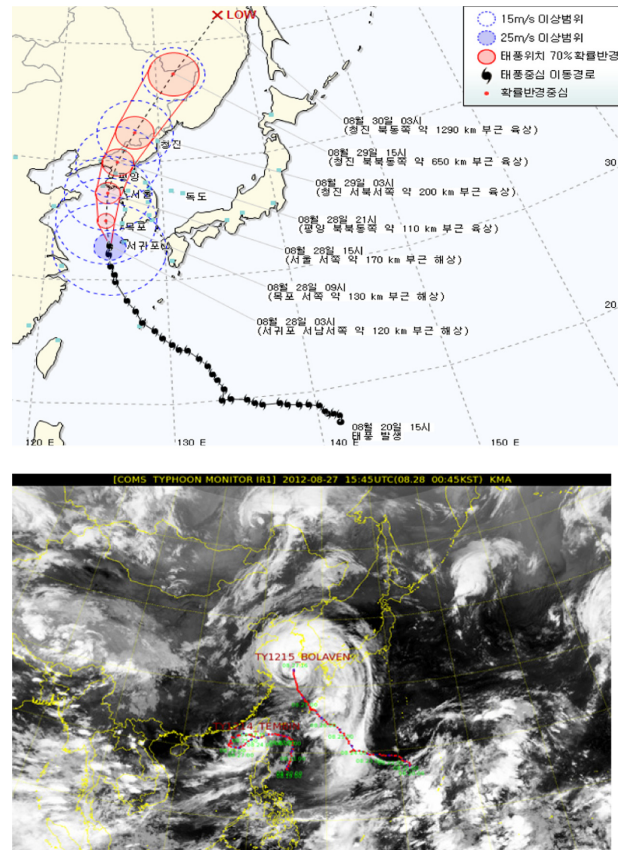 LOW
15m/s 이상범위
25m/s 이상범위
태풍위치 70%확률반경
태풍중심 이동경로
확률반경중심
08월 30일 03시
(청진 북동쪽 약 1290 km 부근 육상)
청진
08월 29일 15시
(청진 북북동쪽 약 650 km 부근 육상)
평양
08월 29일 03시
(청진 서북서쪽 약 200 km 부근 육상)
서울
독도
30
08월 28일 21시
(평양 북북동쪽 약 110 km 부근 육상)
목포
서귀포
08월 28일 15시
(서울 서쪽 약 170 km 부근 해상)
08월 28일 09시
(목포 서쪽 약 130 km 부근 해상)
20
08월 28일 03시
(서귀포 서남서쪽 약 120 km 부근 해상)
08월 20일 15시
태풍 발생
120 E
130 E
140 E
150 E
[COMS TYPHOON MONITOR IR1] 2012-08-27 15:45UTC(08.28 00:45KST) KMA
TY1215 BOLAVEN